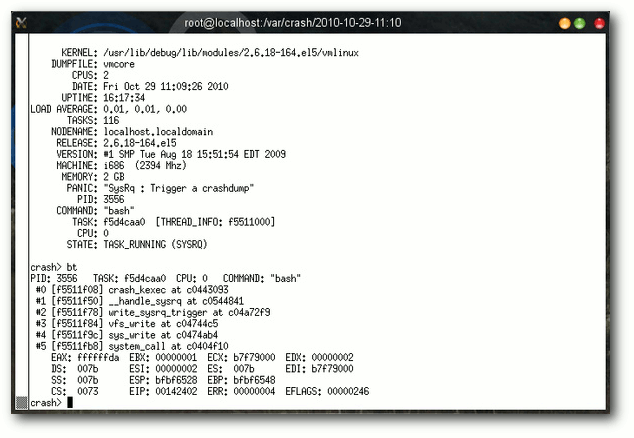 root@localhost:/var/crash/2010-10-29-11:10
KERNEL: /usr/lib/debug/lib/modules/2.6.18-164.el5/vmlinux
DUMPFILE: vmcore
CPUS: 2
DATE: Fri Oct 29 11:09:26 2010
UPTIME: 16:17:34
LOAD AVERAGE: 0.01, 0.01, 0.00
TASKS: 116
NODENAME: localhost.localdomain
RELEASE: 2.6.18-164.el5
VERSION: #1 SMP Tue Aug 18 15:51:54 EDT 2009
MACHINE: i686  (2394 Mhz)
MEMORY: 2 GB
PANIC: "SysRq : Trigger a crashdump"
PID: 3556
COMMAND: "bash"
TASK: f5d4caa0  [THREAD_INFO: f5511000]
CPU: 0
STATE: TASK_RUNNING (SYSRQ)
crash> bt
PID: 3556   TASK: f5d4caa0  CPU: 0   COMMAND: "bash"
#0 [f5511f08] crash_kexec at c0443093
#1 [f5511f50] __handle_sysrq at c0544841
#2 [f5511f78] write_sysrq_trigger at c04a72f9
#3 [f5511f84] vfs_write at c04744c5
#4 [f5511f9c] sys_write at c0474ab4
#5 [f5511fb8] system_call at c0404f10
EAX: ffffffda  EBX: 00000001  ECX: b7f79000  EDX: 00000002
DS:  007b      ESI: 00000002  ES:  007b      EDI: b7f79000
SS:  007b      ESP: bfbf6528  EBP: bfbf6548
CS:  0073      EIP: 00142402  ERR: 00000004  EFLAGS: 00000246
crash>